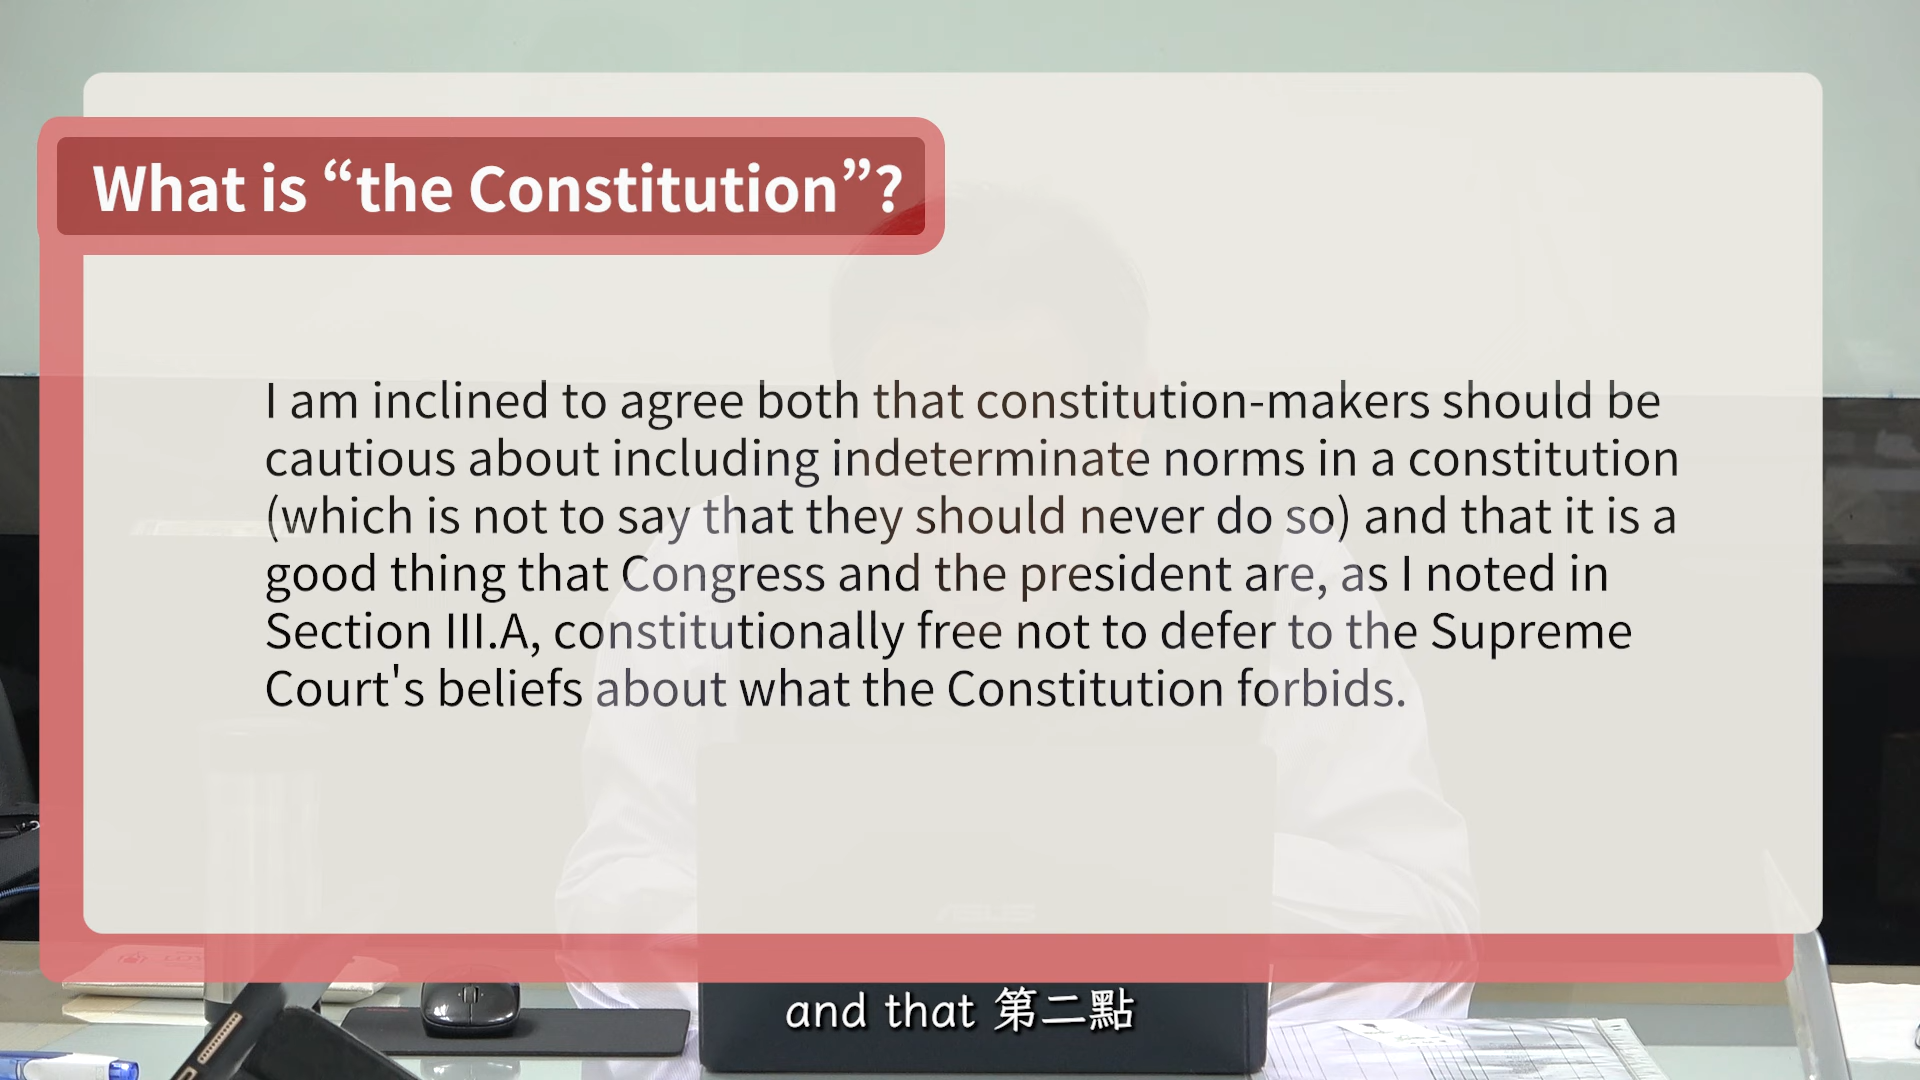 What is “the Constitution”?
I am inclined to agree both that constitution-makers should be
cautious about including indeterminate norms in a constitution
(which is not to say that they should never do so) and that it is a
good thing that Congress and the president are, as I noted in
Section III.A, constitutionally free not to defer to the Supreme
Court's beliefs about what the Constitution forbids.
ASUS
and that 第二點